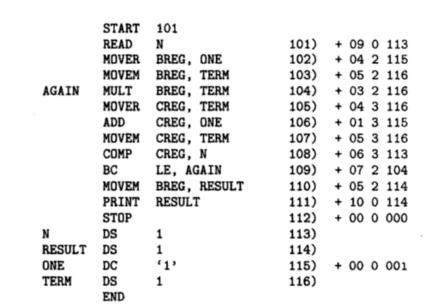 START 101
READ N 101) + 09 0 113
MOVER BREG, ONE 102) + 04 2 115
MOVEM BREG, TERM 103) + 05 2 116
AGAIN MULT BREG, TERM 104) + 03 2 116
MOVER CREG, TERM 105) + 04 3 116
ADD CREG, ONE 106) + 01 3 115
MOVEM CREG, TERM 107) + 05 3 116
COMP CREG, N 108) + 06 3 113
BC LE, AGAIN 109) + 07 2 104
MOVEM BREG, RESULT 110) + 05 2 114
PRINT RESULT 111) + 10 0 114
STOP 112) + 00 0 000
N DS 1 113)
RESULT DS 1 114)
ONE DC ‘1’ 115) + 00 0 001
TERM DS 1 116)
END